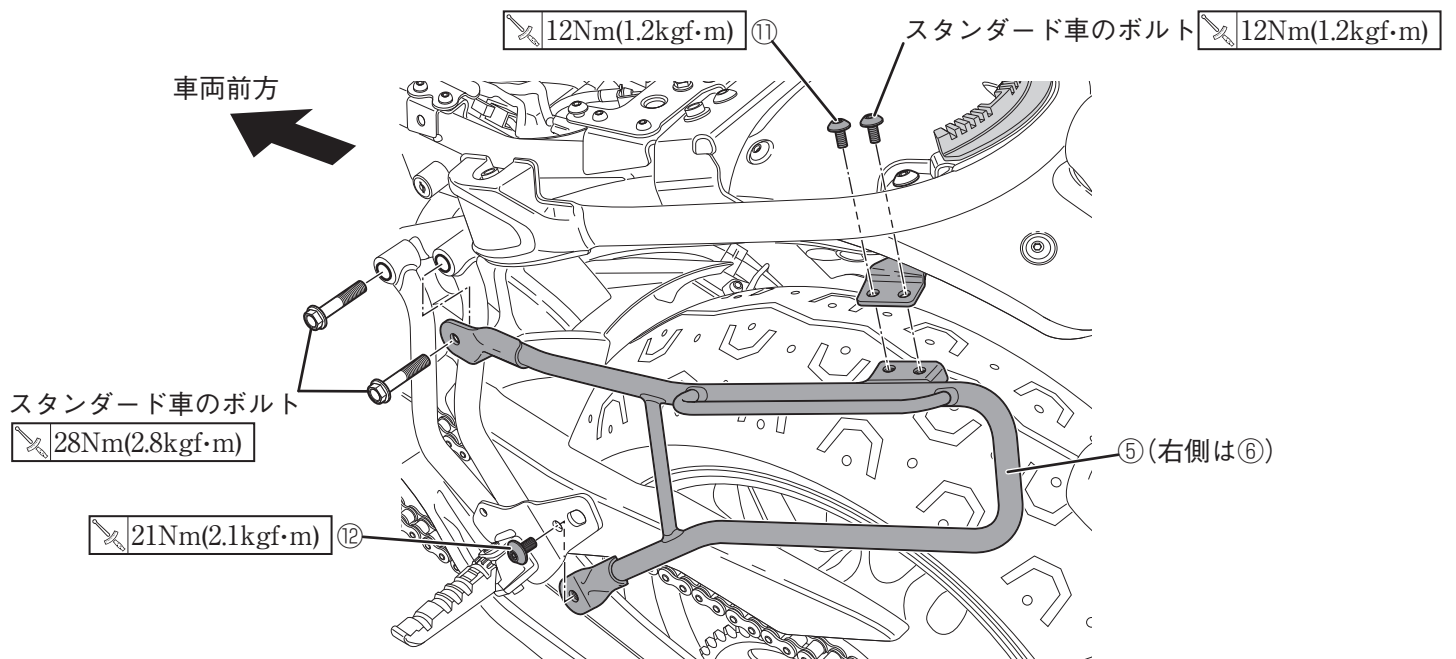 12Nm(1.2kgf·m) ⑪
スタンダード車のボルト 12Nm(1.2kgf·m)
車両前方
スタンダード車のボルト
28Nm(2.8kgf·m)
⑤(右側は⑥)
21Nm(2.1kgf·m) ⑫